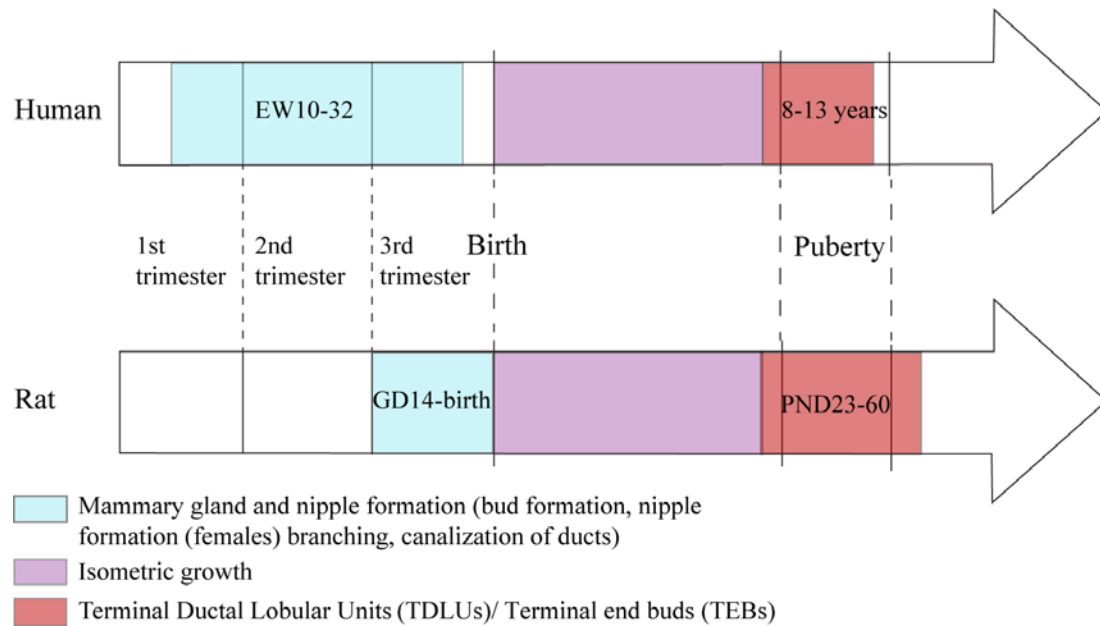 Human
EW10-32
8-13 years
1st
trimester
2nd
trimester
3rd
trimester
Birth
Puberty
Rat
GD14-birth
PND23-60
Mammary gland and nipple formation (bud formation, nipple
formation (females) branching, canalization of ducts)
Isometric growth
Terminal Ductal Lobular Units (TDLUs)/ Terminal end buds (TEBs)